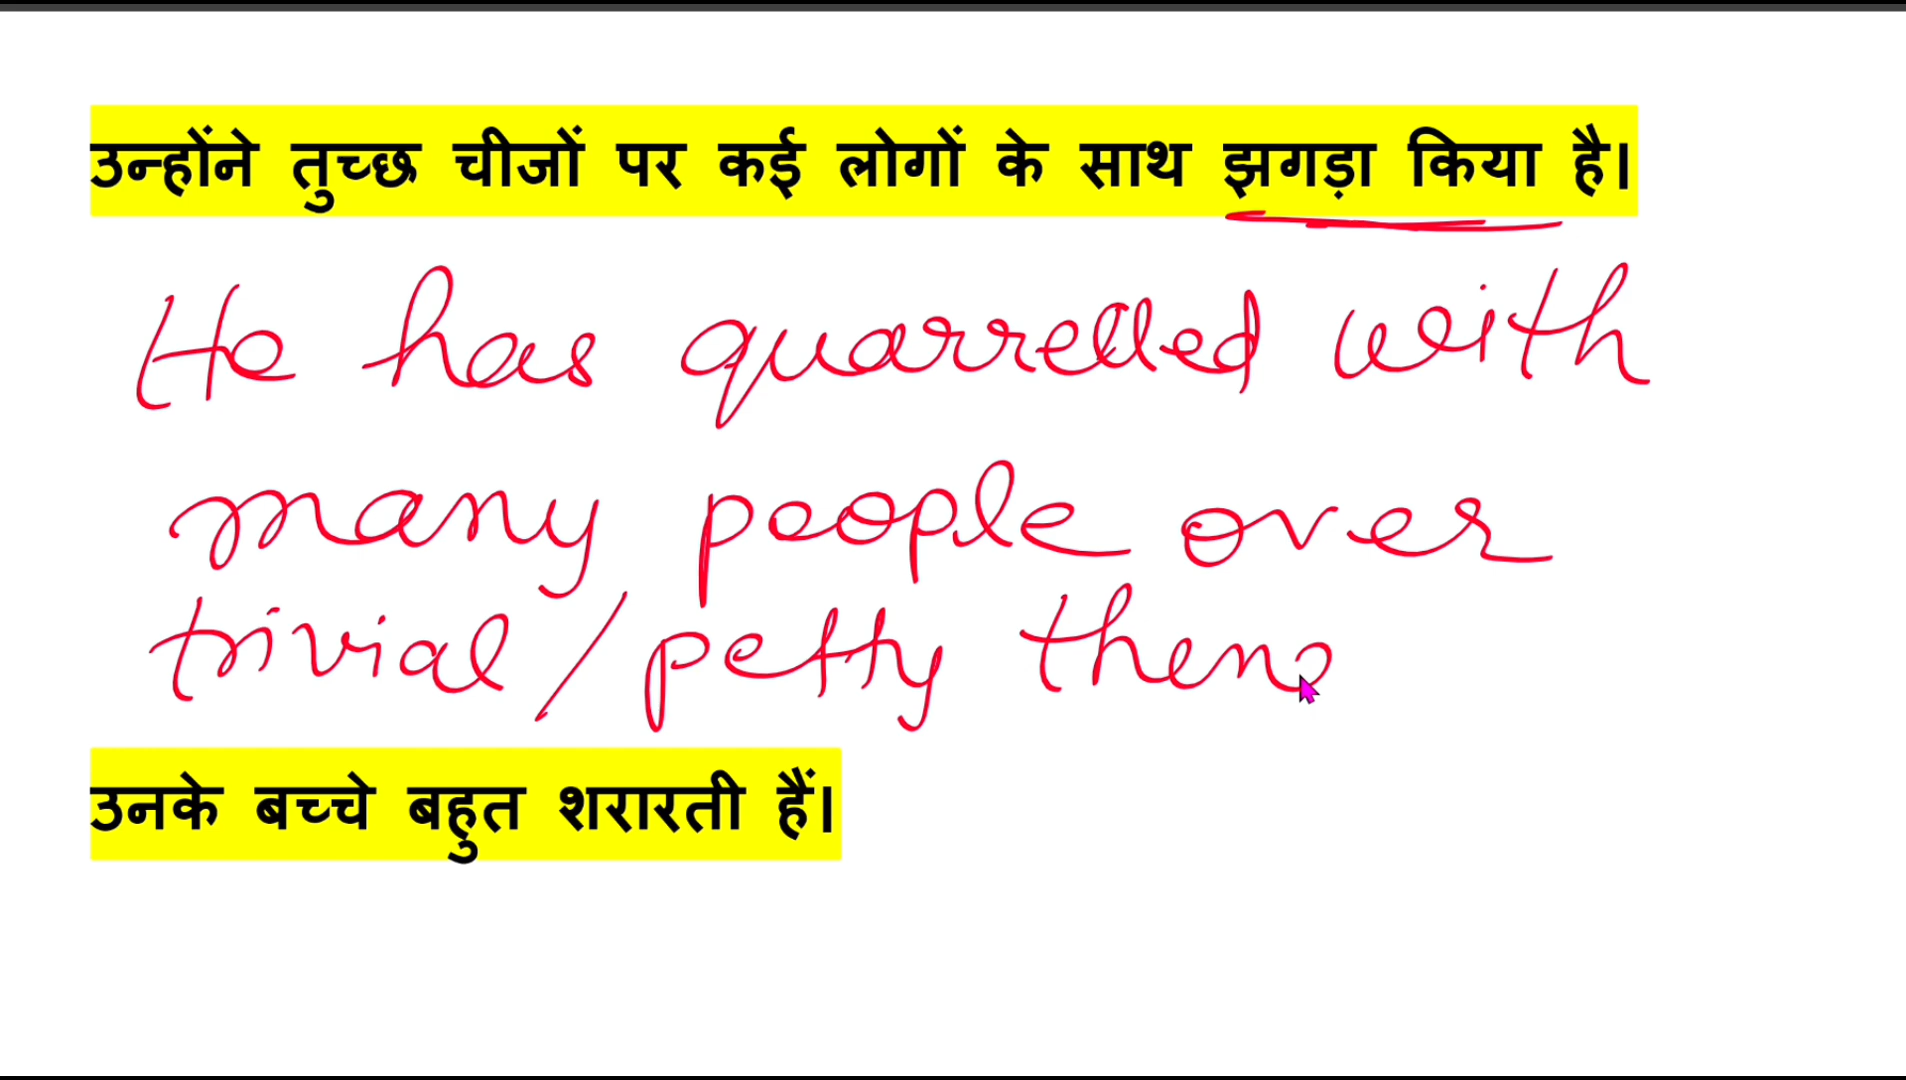 उन्होंने तुच्छ चीजों पर कई लोगों के साथ झगड़ा किया है।
He has quarrelled with
many people over
trivial / petty
उनके बच्चे बहुत शरारती हैं।